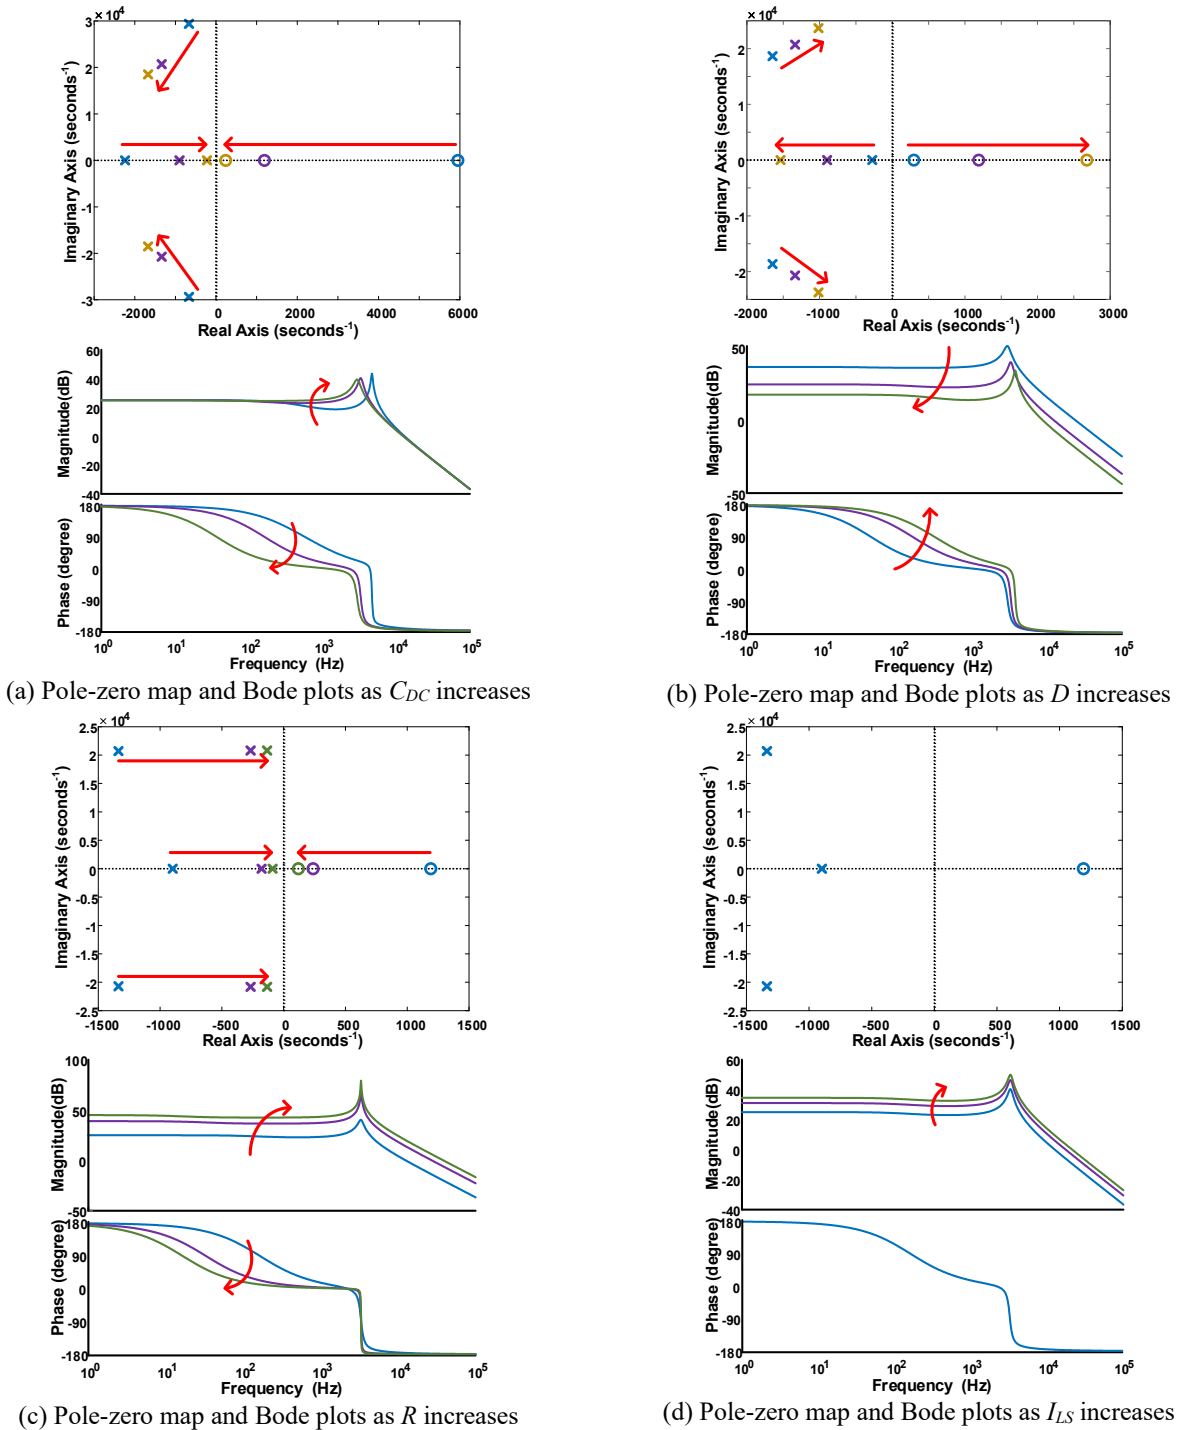 ×10⁴
3
2
1
0
-1
-2
-3
Imaginary Axis (seconds⁻¹)
-2000 0 2000 4000 6000
Real Axis (seconds⁻¹)
60
40
20
0
-20
-40
Magnitude(dB)
180
90
0
-90
-180
Phase (degree)
10⁰ 10¹ 10² 10³ 10⁴ 10⁵
Frequency (Hz)
(a) Pole-zero map and Bode plots as C_DC increases
×10⁴
2
1
0
-1
-2
Imaginary Axis (seconds⁻¹)
-2000 -1000 0 1000 2000 3000
Real Axis (seconds⁻¹)
50
0
-50
Magnitude(dB)
180
90
0
-90
-180
Phase (degree)
10⁰ 10¹ 10² 10³ 10⁴ 10⁵
Frequency (Hz)
(b) Pole-zero map and Bode plots as D increases
×10⁴
2.5
2
1.5
1
0.5
0
-0.5
-1
-1.5
-2
-2.5
Imaginary Axis (seconds⁻¹)
-1500 -1000 -500 0 500 1000 1500
Real Axis (seconds⁻¹)
100
50
0
-50
Magnitude(dB)
180
90
0
-90
-180
Phase (degree)
10⁰ 10¹ 10² 10³ 10⁴ 10⁵
Frequency (Hz)
(c) Pole-zero map and Bode plots as R increases
×10⁴
2.5
2
1.5
1
0.5
0
-0.5
-1
-1.5
-2
-2.5
Imaginary Axis (seconds⁻¹)
-1500 -1000 -500 0 500 1000 1500
Real Axis (seconds⁻¹)
60
40
20
0
-20
-40
Magnitude(dB)
180
90
0
-90
-180
Phase (degree)
10⁰ 10¹ 10² 10³ 10⁴ 10⁵
Frequency (Hz)
(d) Pole-zero map and Bode plots as I_LS increases